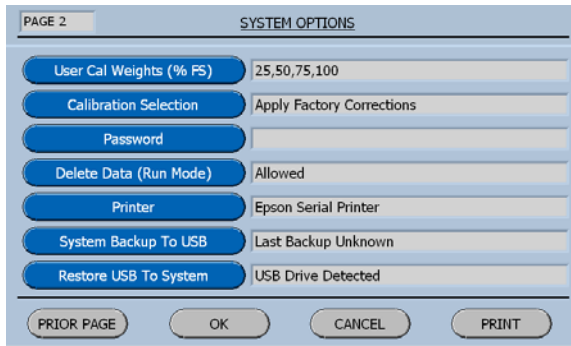 PAGE 2 SYSTEM OPTIONS
User Cal Weights (% FS) 25,50,75,100
Calibration Selection Apply Factory Corrections
Password
Delete Data (Run Mode) Allowed
Printer Epson Serial Printer
System Backup To USB Last Backup Unknown
Restore USB To System USB Drive Detected
PRIOR PAGE OK CANCEL PRINT